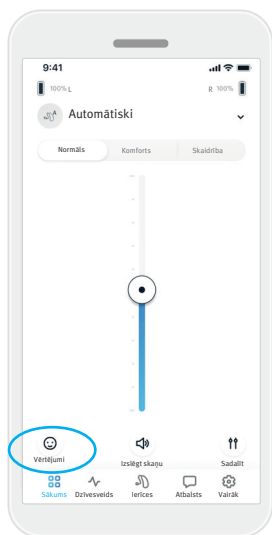 9:41
100% L
R 100%
A
Automātiski
Normāls Komforts Skaidrība
Vērtējumi Izslēgt skaņu Sadalīt
Sākums Dzīvesveids Ierīces Atbalsts Vairāk